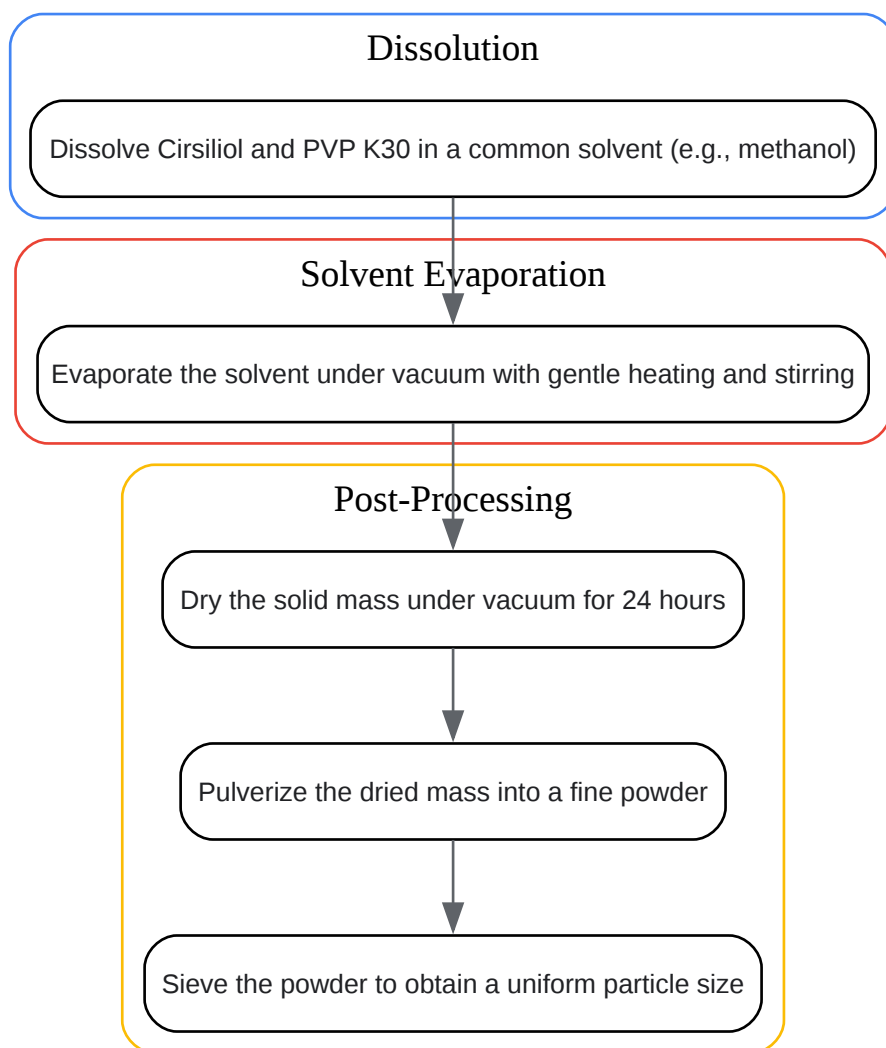 Dissolution
Dissolve Cirsiliol and PVP K30 in a common solvent (e.g., methanol)
Solvent Evaporation
Evaporate the solvent under vacuum with gentle heating and stirring
Post-Processing
Dry the solid mass under vacuum for 24 hours
Pulverize the dried mass into a fine powder
Sieve the powder to obtain a uniform particle size